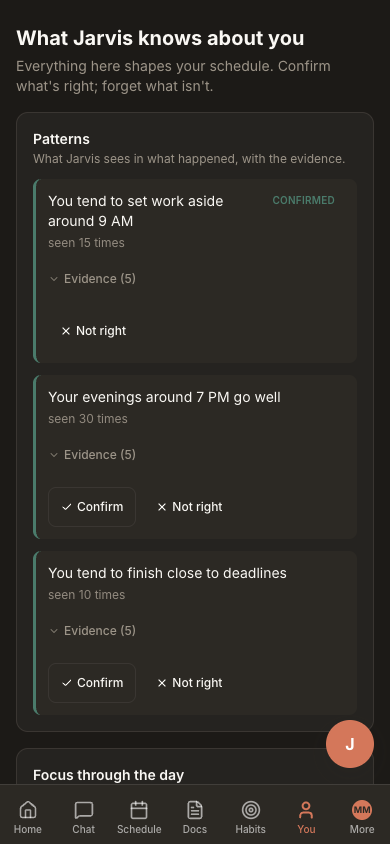 What Jarvis knows about you
Everything here shapes your schedule. Confirm
what's right; forget what isn't.
Patterns
What Jarvis sees in what happened, with the evidence.
You tend to set work aside
around 9 AM
CONFIRMED
seen 15 times
Evidence (5)
Not right
Your evenings around 7 PM go well
seen 30 times
Evidence (5)
Confirm
Not right
You tend to finish close to deadlines
seen 10 times
Evidence (5)
Confirm
Not right
J
Focus through the day
MM
Home
Chat
Schedule
Docs
Habits
You
More